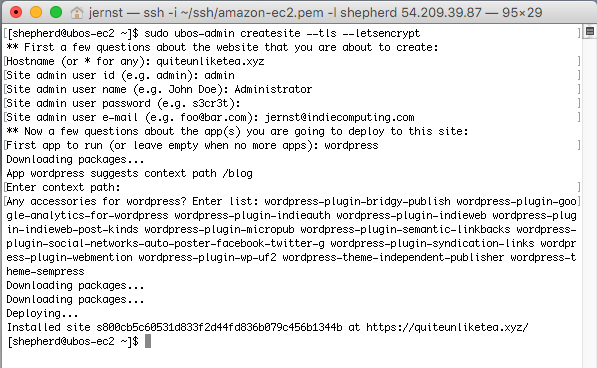 jernst — ssh -i ~/ssh/amazon-ec2.pem -l shepherd 54.209.39.87 — 95×29
[[shepherd@ubos-ec2 ~]$ sudo ubos-admin createsite --tls --letsencrypt ]
** First a few questions about the website that you are about to create:
[Hostname (or * for any): quiteunliketea.xyz ]
[Site admin user id (e.g. admin): admin ]
[Site admin user name (e.g. John Doe): Administrator ]
[Site admin user password (e.g. s3cr3t): ]
[Site admin user e-mail (e.g. foo@bar.com): jernst@indiecomputing.com ]
** Now a few questions about the app(s) you are going to deploy to this site:
[First app to run (or leave empty when no more apps): wordpress ]
Downloading packages...
App wordpress suggests context path /blog
[Enter context path: ]
[Any accessories for wordpress? Enter list: wordpress-plugin-bridgy-publish wordpress-plugin-goo]
gle-analytics-for-wordpress wordpress-plugin-indieauth wordpress-plugin-indieweb wordpress-plug
in-indieweb-post-kinds wordpress-plugin-micropub wordpress-plugin-semantic-linkbacks wordpress-
plugin-social-networks-auto-poster-facebook-twitter-g wordpress-plugin-syndication-links wordpr
ess-plugin-webmention wordpress-plugin-wp-uf2 wordpress-theme-independent-publisher wordpress-t
heme-sempress
Downloading packages...
Downloading packages...
Deploying...
Installed site s800cb5c60531d833f2d44fd836b079c456b1344b at https://quiteunliketea.xyz/
[shepherd@ubos-ec2 ~]$